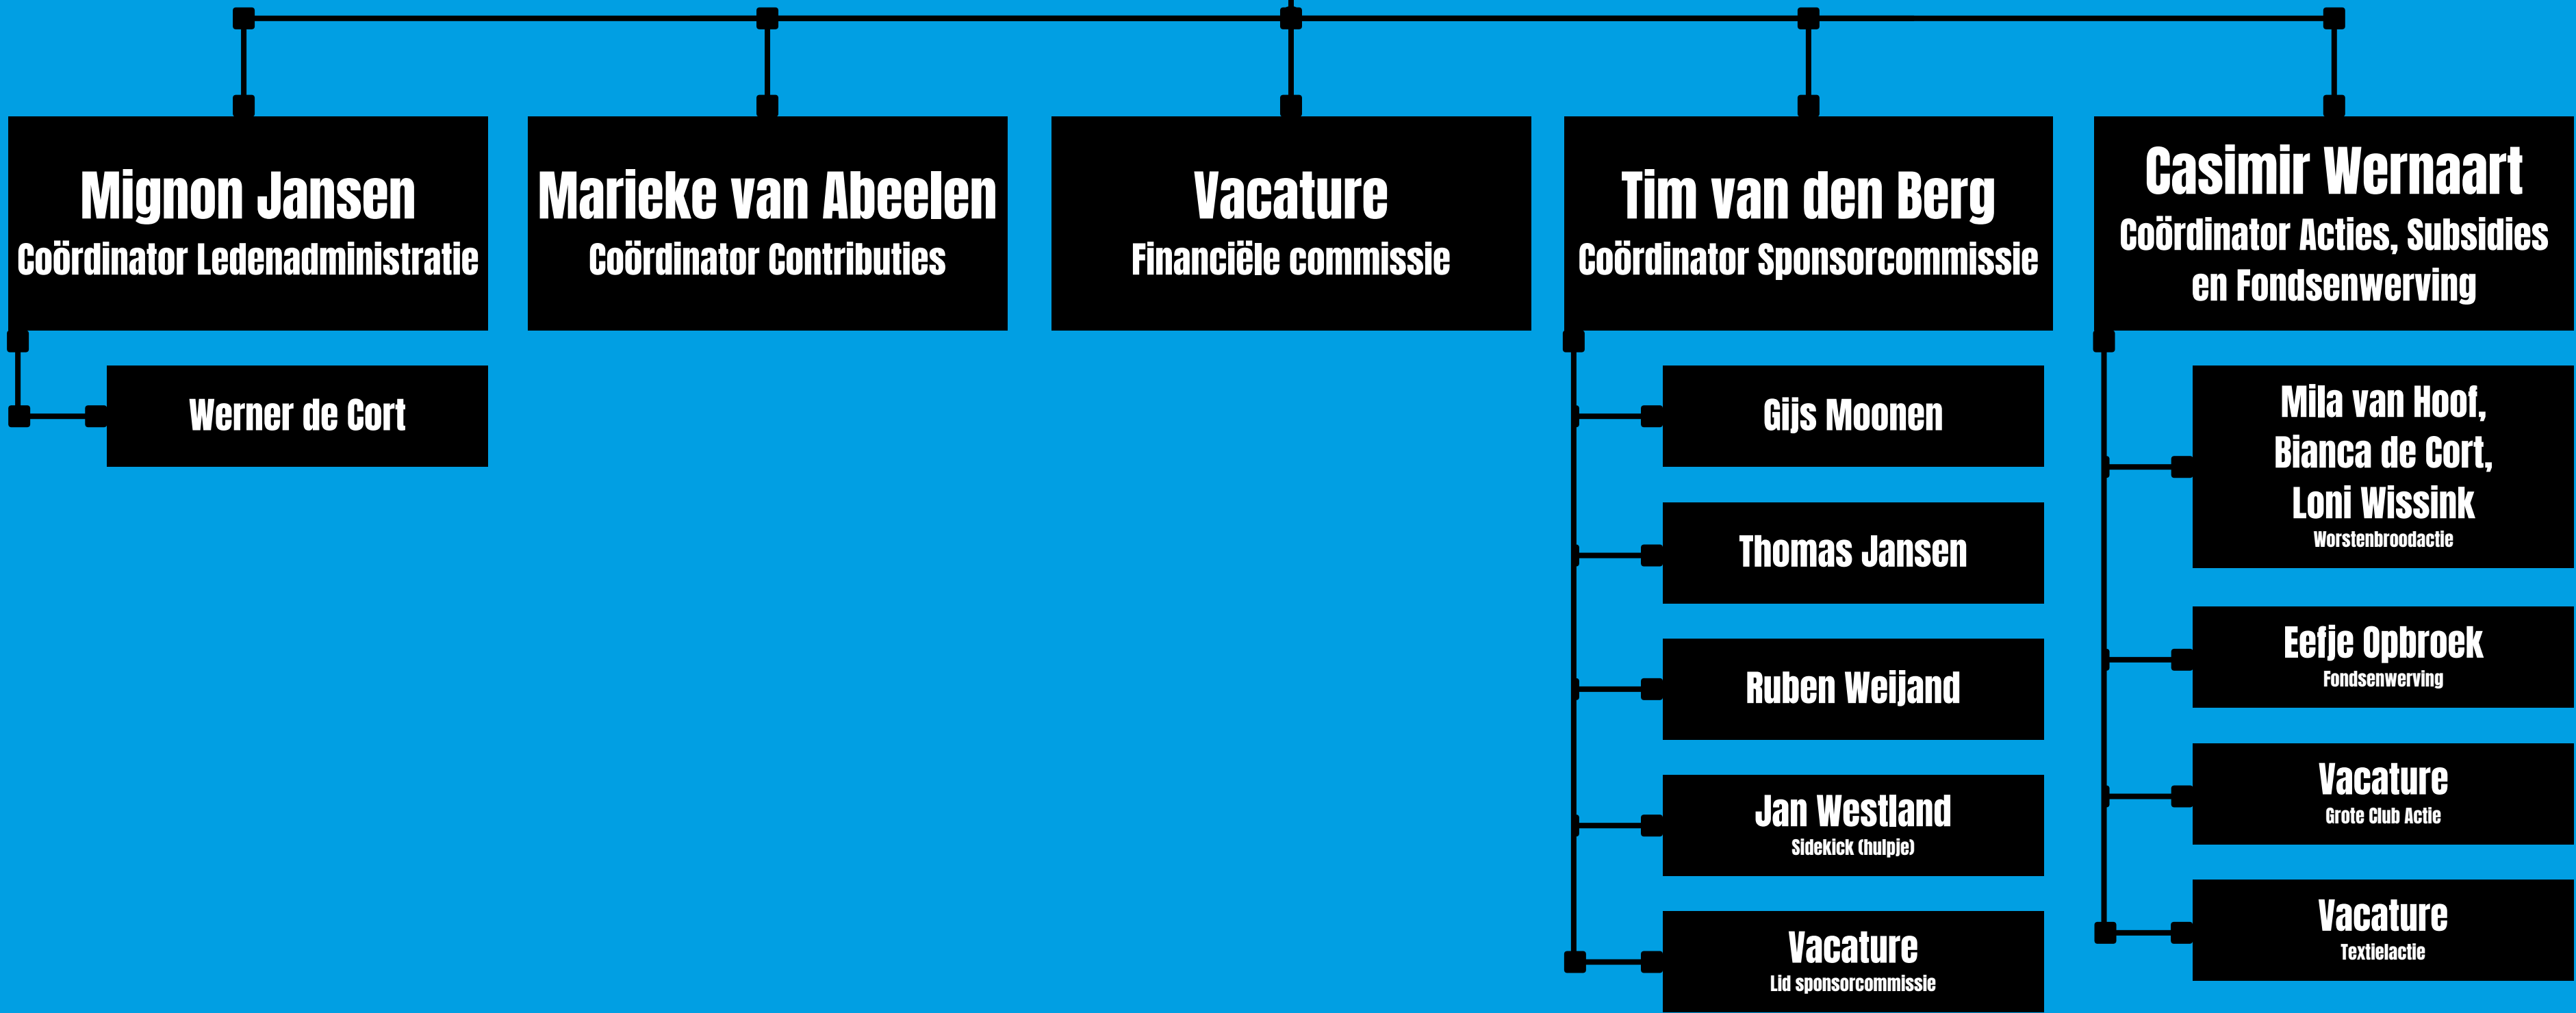 Mignon Jansen
Coördinator Ledenadministratie
Werner de Cort
Marieke van Abeelen
Coördinator Contributies
Vacature
Financiële commissie
Tim van den Berg
Coördinator Sponsorcommissie
Gijs Moonen
Thomas Jansen
Ruben Weijand
Jan Westland
Sidekick (hulpje)
Vacature
Lid sponsorcommissie
Casimir Wernaart
Coördinator Acties, Subsidies
en Fondsenwerving
Mila van Hoof,
Bianca de Cort,
Loni Wissink
Worstenbroodactie
Eefje Opbroek
Fondsenwerving
Vacature
Grote Club Actie
Vacature
Textielactie